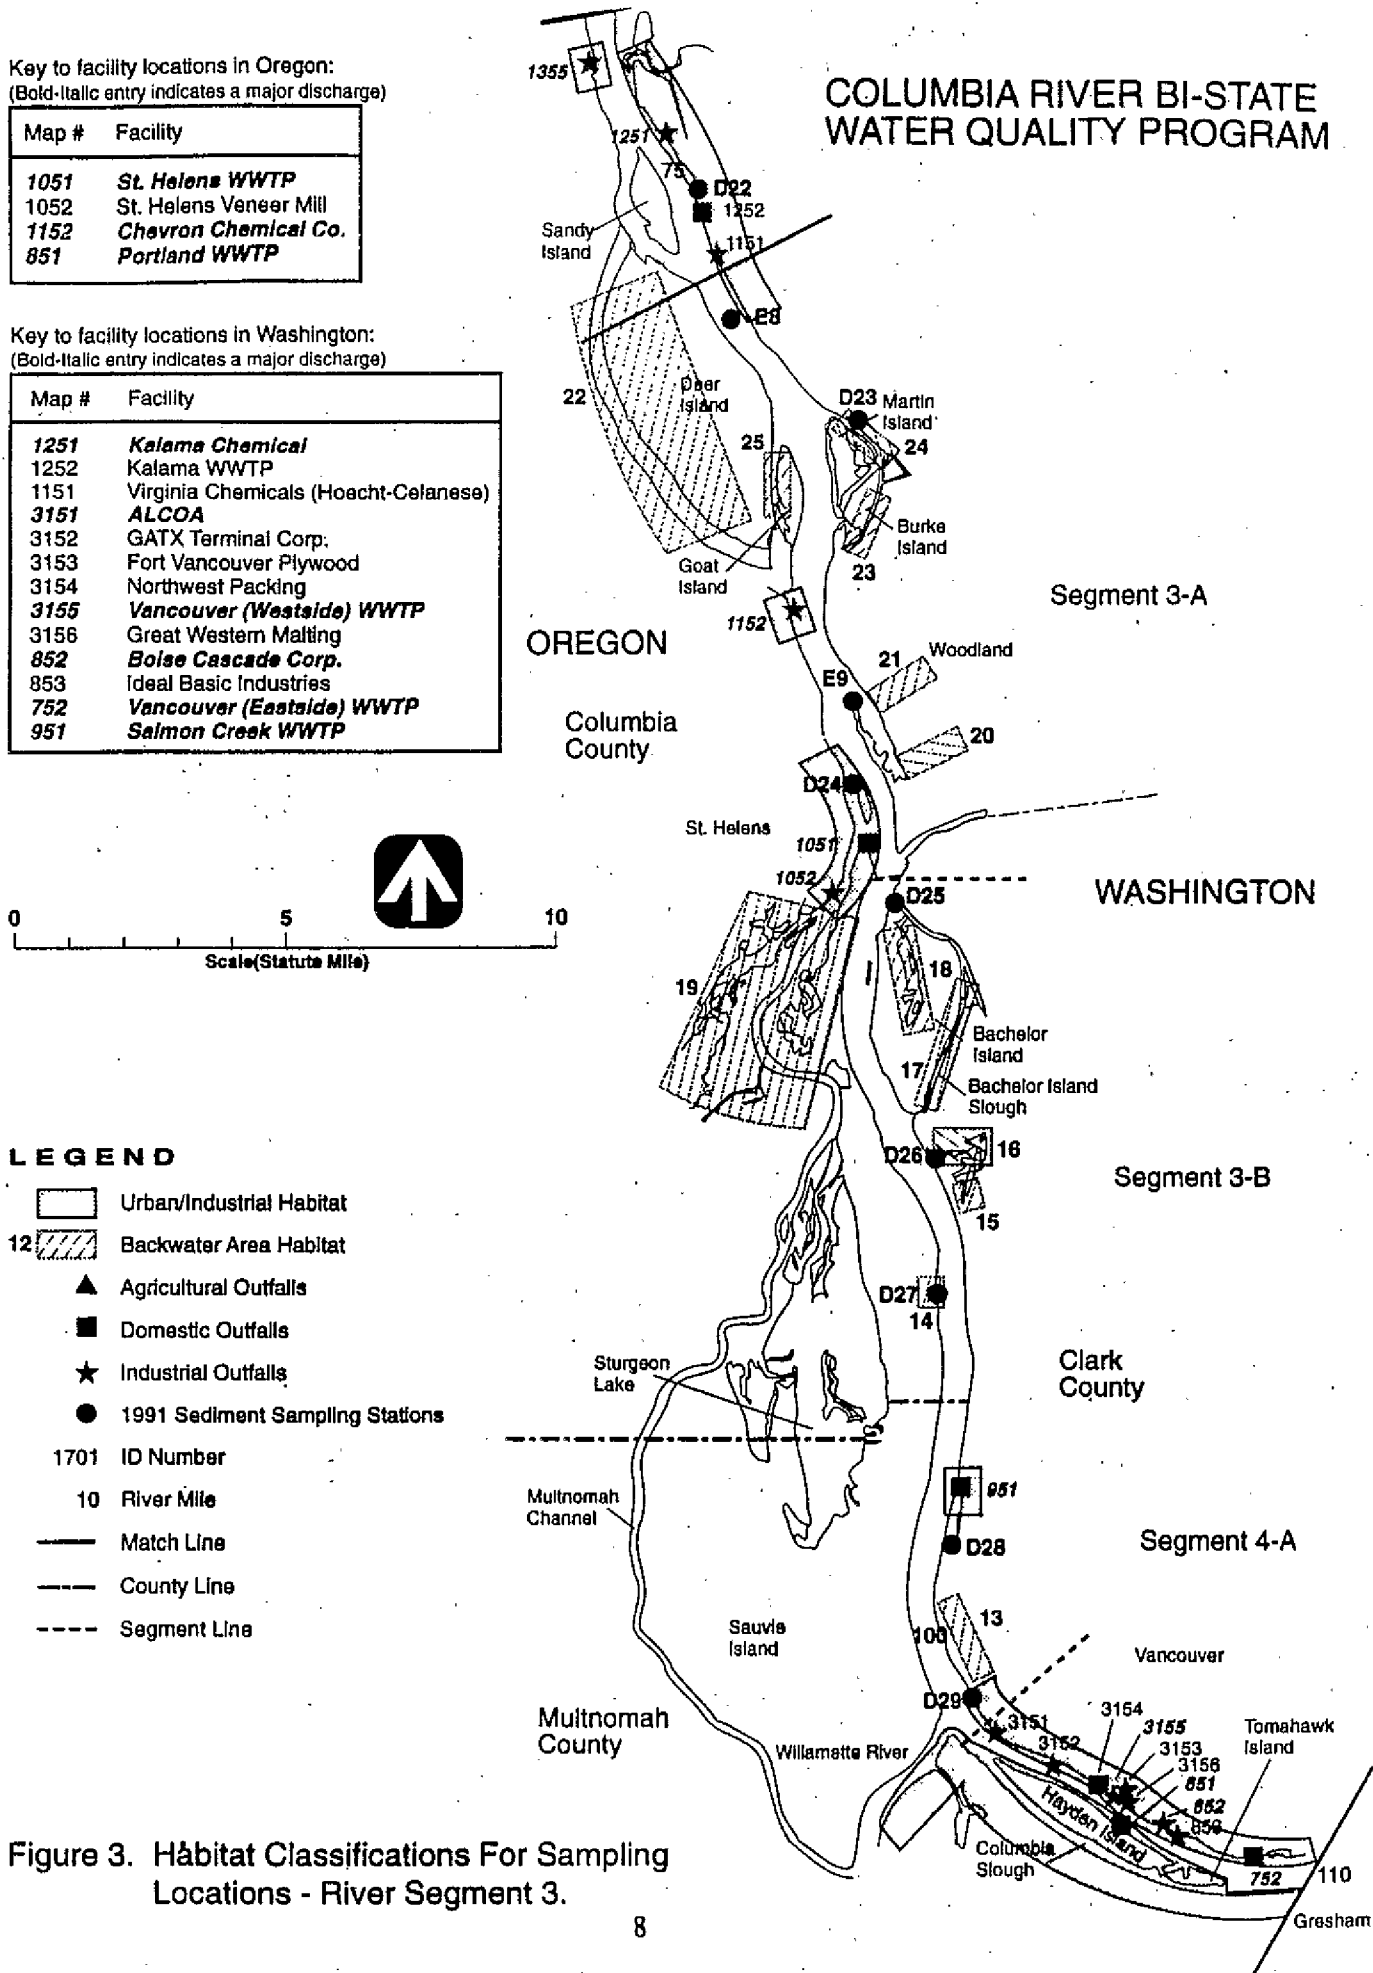 COLUMBIA RIVER BI-STATE
WATER QUALITY PROGRAM
Key to facility locations in Oregon:
(Bold-Italic entry indicates a major discharge)
Map # Facility
1051 St. Helens WWTP
1052 St. Helens Veneer Mill
1152 Chevron Chemical Co.
851 Portland WWTP
Key to facility locations in Washington:
(Bold-Italic entry indicates a major discharge)
Map # Facility
1251 Kalama Chemical
1252 Kalama WWTP
1151 Virginia Chemicals (Hoecht-Celanese)
3151 ALCOA
3152 GATX Terminal Corp.
3153 Fort Vancouver Plywood
3154 Northwest Packing
3155 Vancouver (Westside) WWTP
3156 Great Western Malting
852 Boise Cascade Corp.
853 Ideal Basic Industries
752 Vancouver (Eastside) WWTP
951 Salmon Creek WWTP
0 5 10
Scale(Statute Mile)
LEGEND
Urban/Industrial Habitat
12 Backwater Area Habitat
Agricultural Outfalls
Domestic Outfalls
Industrial Outfalls
1991 Sediment Sampling Stations
1701 ID Number
10 River Mile
Match Line
County Line
Segment Line
1355
1251
75
D22
1252
Sandy
Island
1151
E8
22
Deer
Island
D23
Martin
Island
24
25
Burke
Island
23
Goat
Island
1152
Segment 3-A
OREGON
21
Woodland
E9
20
Columbia
County
D24
St. Helens
1051
1052
D25
WASHINGTON
19
18
Bachelor
Island
17
Bachelor Island
Slough
D26
16
15
Segment 3-B
D27
14
Sturgeon
Lake
Clark
County
951
Multnomah
Channel
D28
Segment 4-A
13
100
Sauvie
Island
Vancouver
D29
Multnomah
County
Willamette River
3151
3152
3154
3155
3153
3156
851
852
853
Tomahawk
Island
Hayden Island
Columbia
Slough
752
110
Gresham
Figure 3. Habitat Classifications For Sampling
Locations - River Segment 3.
8